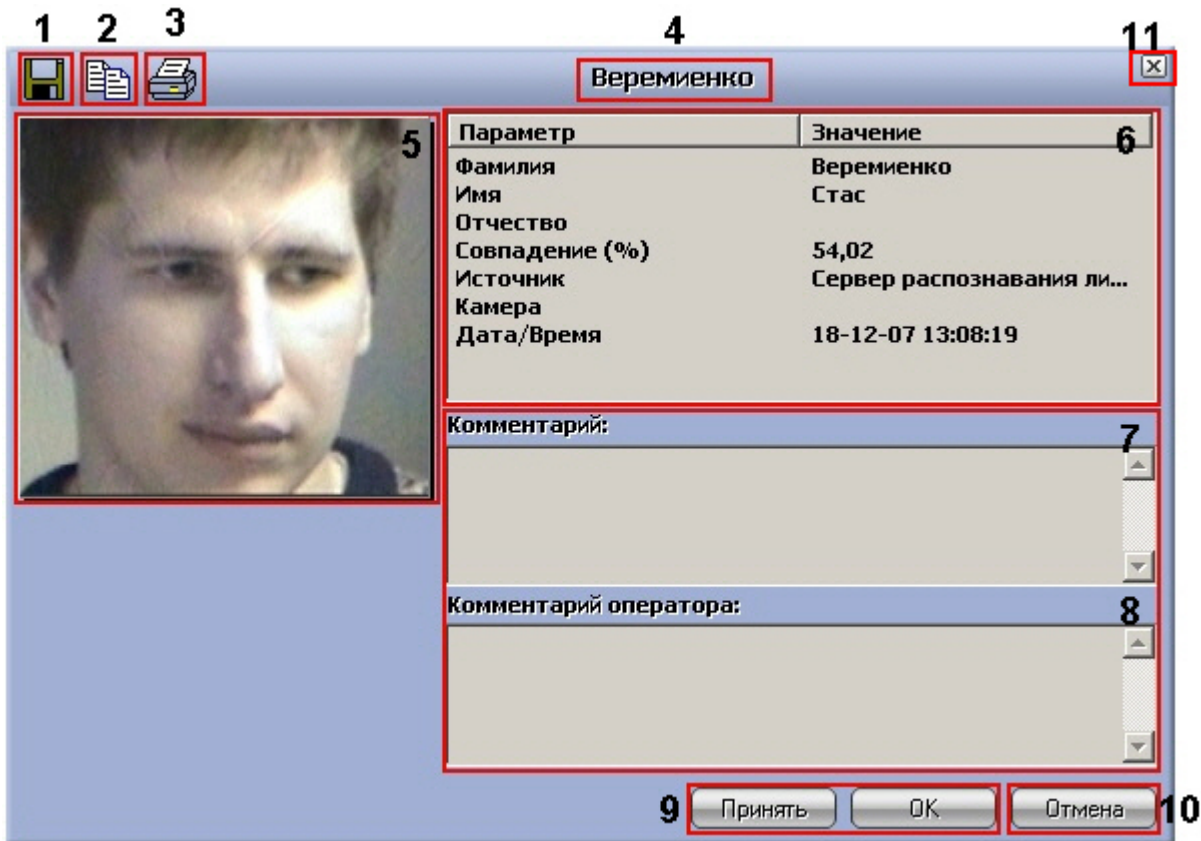 1 2 3 4 11
Веремиенко
5
Параметр Значение 6
Фамилия Веремиенко
Имя Стас
Отчество
Совпадение (%) 54,02
Источник Сервер распознавания ли...
Камера
Дата/Время 18-12-07 13:08:19
Комментарий: 7
Комментарий оператора: 8
9 Принять OK Отмена 10